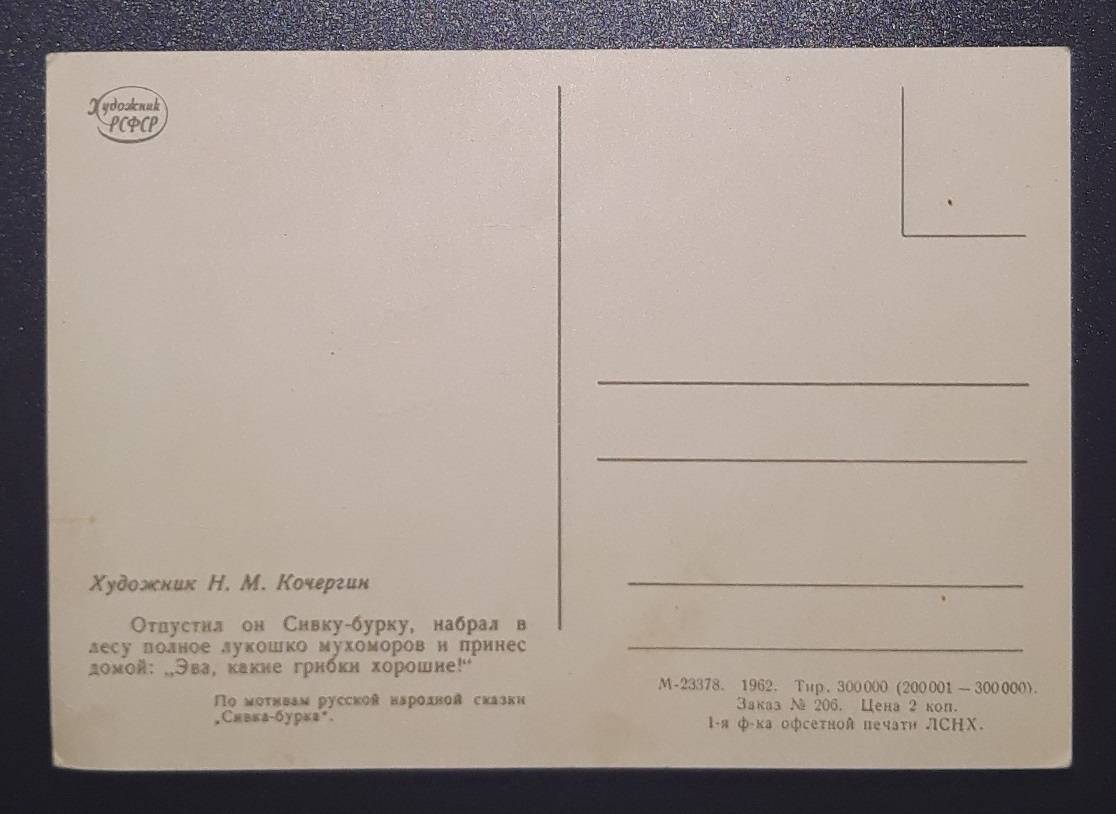 Художник
РСФСР
Художник Н. М. Кочергин
Отпустил он Сивку-бурку, набрал в
лесу полное лукошко мухоморов и принес
домой: „Эва, какие грибки хорошие!“
По мотивам русской народной сказки
„Сивка-бурка“.
М-23378. 1962. Тир. 300000 (200001 — 300000).
Заказ № 206. Цена 2 коп.
1-я ф-ка офсетной печати ЛСНХ.